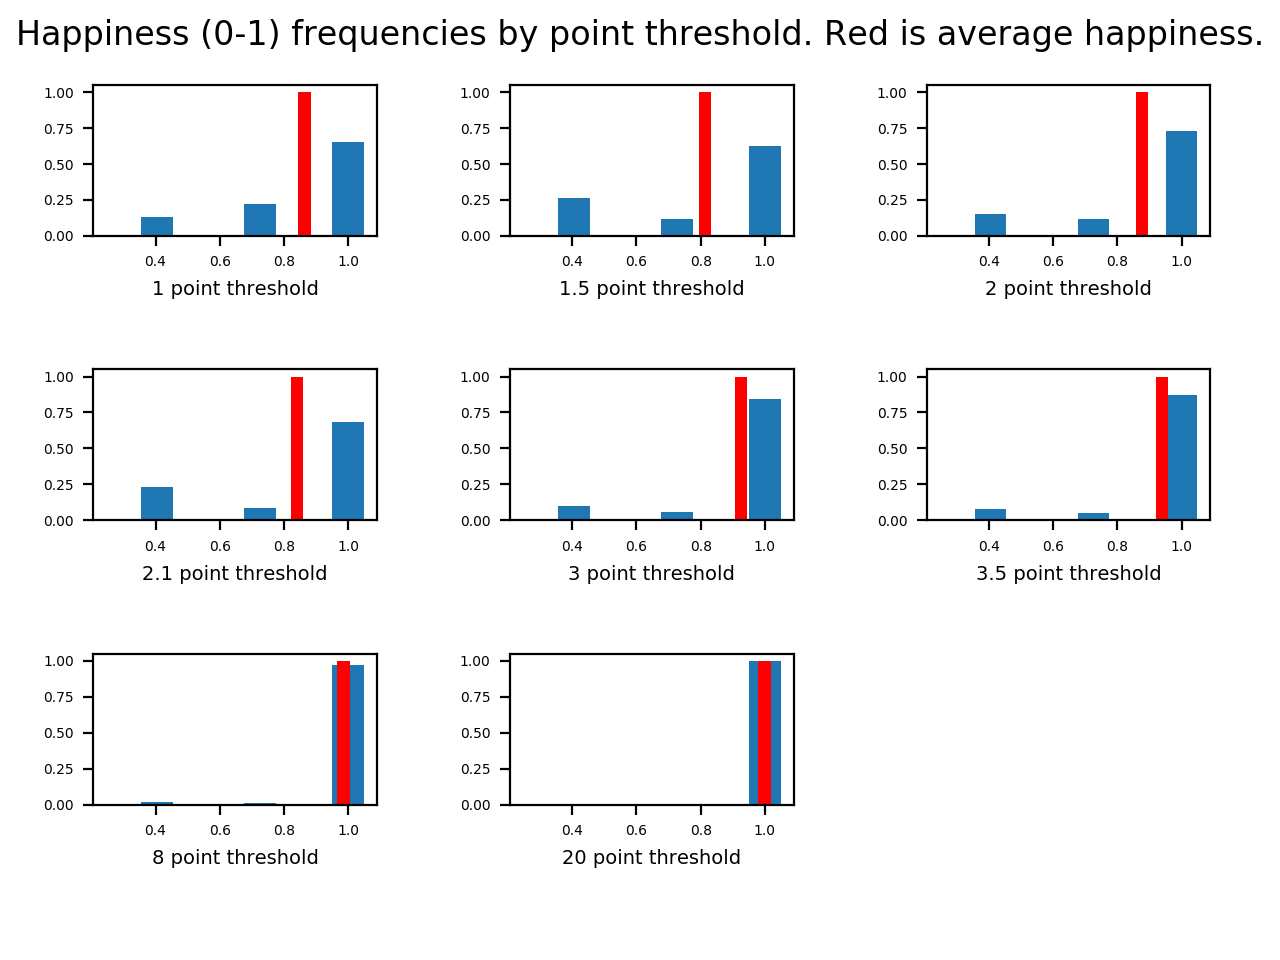 Happiness (0-1) frequencies by point threshold. Red is average happiness.
1.00 0.75 0.50 0.25 0.00
0.4 0.6 0.8 1.0
1 point threshold
1.00 0.75 0.50 0.25 0.00
0.4 0.6 0.8 1.0
1.5 point threshold
1.00 0.75 0.50 0.25 0.00
0.4 0.6 0.8 1.0
2 point threshold
1.00 0.75 0.50 0.25 0.00
0.4 0.6 0.8 1.0
2.1 point threshold
1.00 0.75 0.50 0.25 0.00
0.4 0.6 0.8 1.0
3 point threshold
1.00 0.75 0.50 0.25 0.00
0.4 0.6 0.8 1.0
3.5 point threshold
1.00 0.75 0.50 0.25 0.00
0.4 0.6 0.8 1.0
8 point threshold
1.00 0.75 0.50 0.25 0.00
0.4 0.6 0.8 1.0
20 point threshold